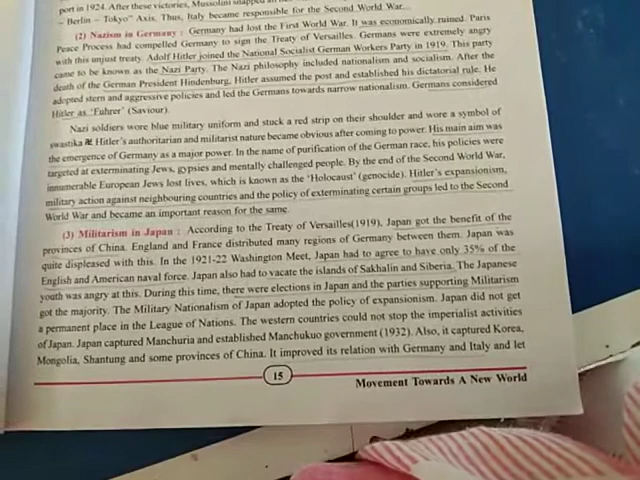 port in 1924. After these victories, Mussolini snapped
– Berlin – Tokyo" Axis. Thus, Italy became responsible for the Second World War...
(2) Nazism in Germany : Germany had lost the First World War. It was economically ruined. Paris
Peace Process had compelled Germany to sign the Treaty of Versailles. Germans were extremely angry
with this unjust treaty. Adolf Hitler joined the National Socialist German Workers Party in 1919. This party
came to be known as the Nazi Party. The Nazi philosophy included nationalism and socialism. After the
death of the German President Hindenburg, Hitler assumed the post and established his dictatorial rule. He
adopted stern and aggressive policies and led the Germans towards narrow nationalism. Germans considered
Hitler as 'Fuhrer' (Saviour).
Nazi soldiers wore blue military uniform and stuck a red strip on their shoulder and wore a symbol of
swastika 卐 Hitler's authoritarian and militarist nature became obvious after coming to power. His main aim was
the emergence of Germany as a major power. In the name of purification of the German race, his policies were
targeted at exterminating Jews, gypsies and mentally challenged people. By the end of the Second World War,
innumerable European Jews lost lives, which is known as the 'Holocaust' (genocide). Hitler's expansionism,
military action against neighbouring countries and the policy of exterminating certain groups led to the Second
World War and became an important reason for the same.
(3) Militarism in Japan : According to the Treaty of Versailles(1919), Japan got the benefit of the
provinces of China. England and France distributed many regions of Germany between them. Japan was
quite displeased with this. In the 1921-22 Washington Meet, Japan had to agree to have only 35% of the
English and American naval force. Japan also had to vacate the islands of Sakhalin and Siberia. The Japanese
youth was angry at this. During this time, there were elections in Japan and the parties supporting Militarism
got the majority. The Military Nationalism of Japan adopted the policy of expansionism. Japan did not get
a permanent place in the League of Nations. The western countries could not stop the imperialist activities
of Japan. Japan captured Manchuria and established Manchukuo government (1932). Also, it captured Korea,
Mongolia, Shantung and some provinces of China. It improved its relation with Germany and Italy and let
15
Movement Towards A New World